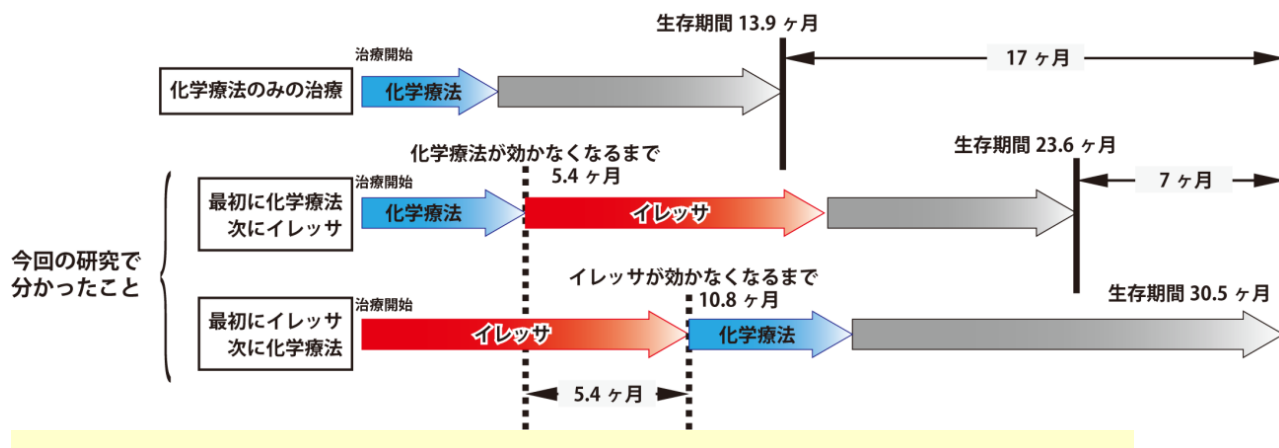 生存期間 13.9 ヶ月
治療開始
17 ヶ月
化学療法のみの治療
化学療法
生存期間 23.6 ヶ月
化学療法が効かなくなるまで
5.4 ヶ月
治療開始
7 ヶ月
最初に化学療法
次にイレッサ
化学療法
イレッサ
今回の研究で
分かったこと
イレッサが効かなくなるまで
10.8 ヶ月
生存期間 30.5 ヶ月
治療開始
最初にイレッサ
次に化学療法
イレッサ
化学療法
5.4 ヶ月